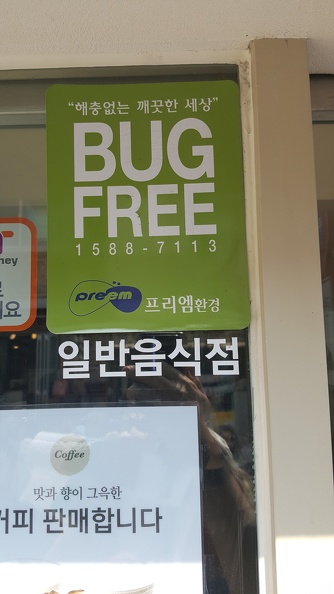 "해충없는 깨끗한 세상"
BUG
FREE
1588-7113
preem 프리엠환경
일반음식점
Coffee
맛과 향이 그윽한
커피 판매합니다